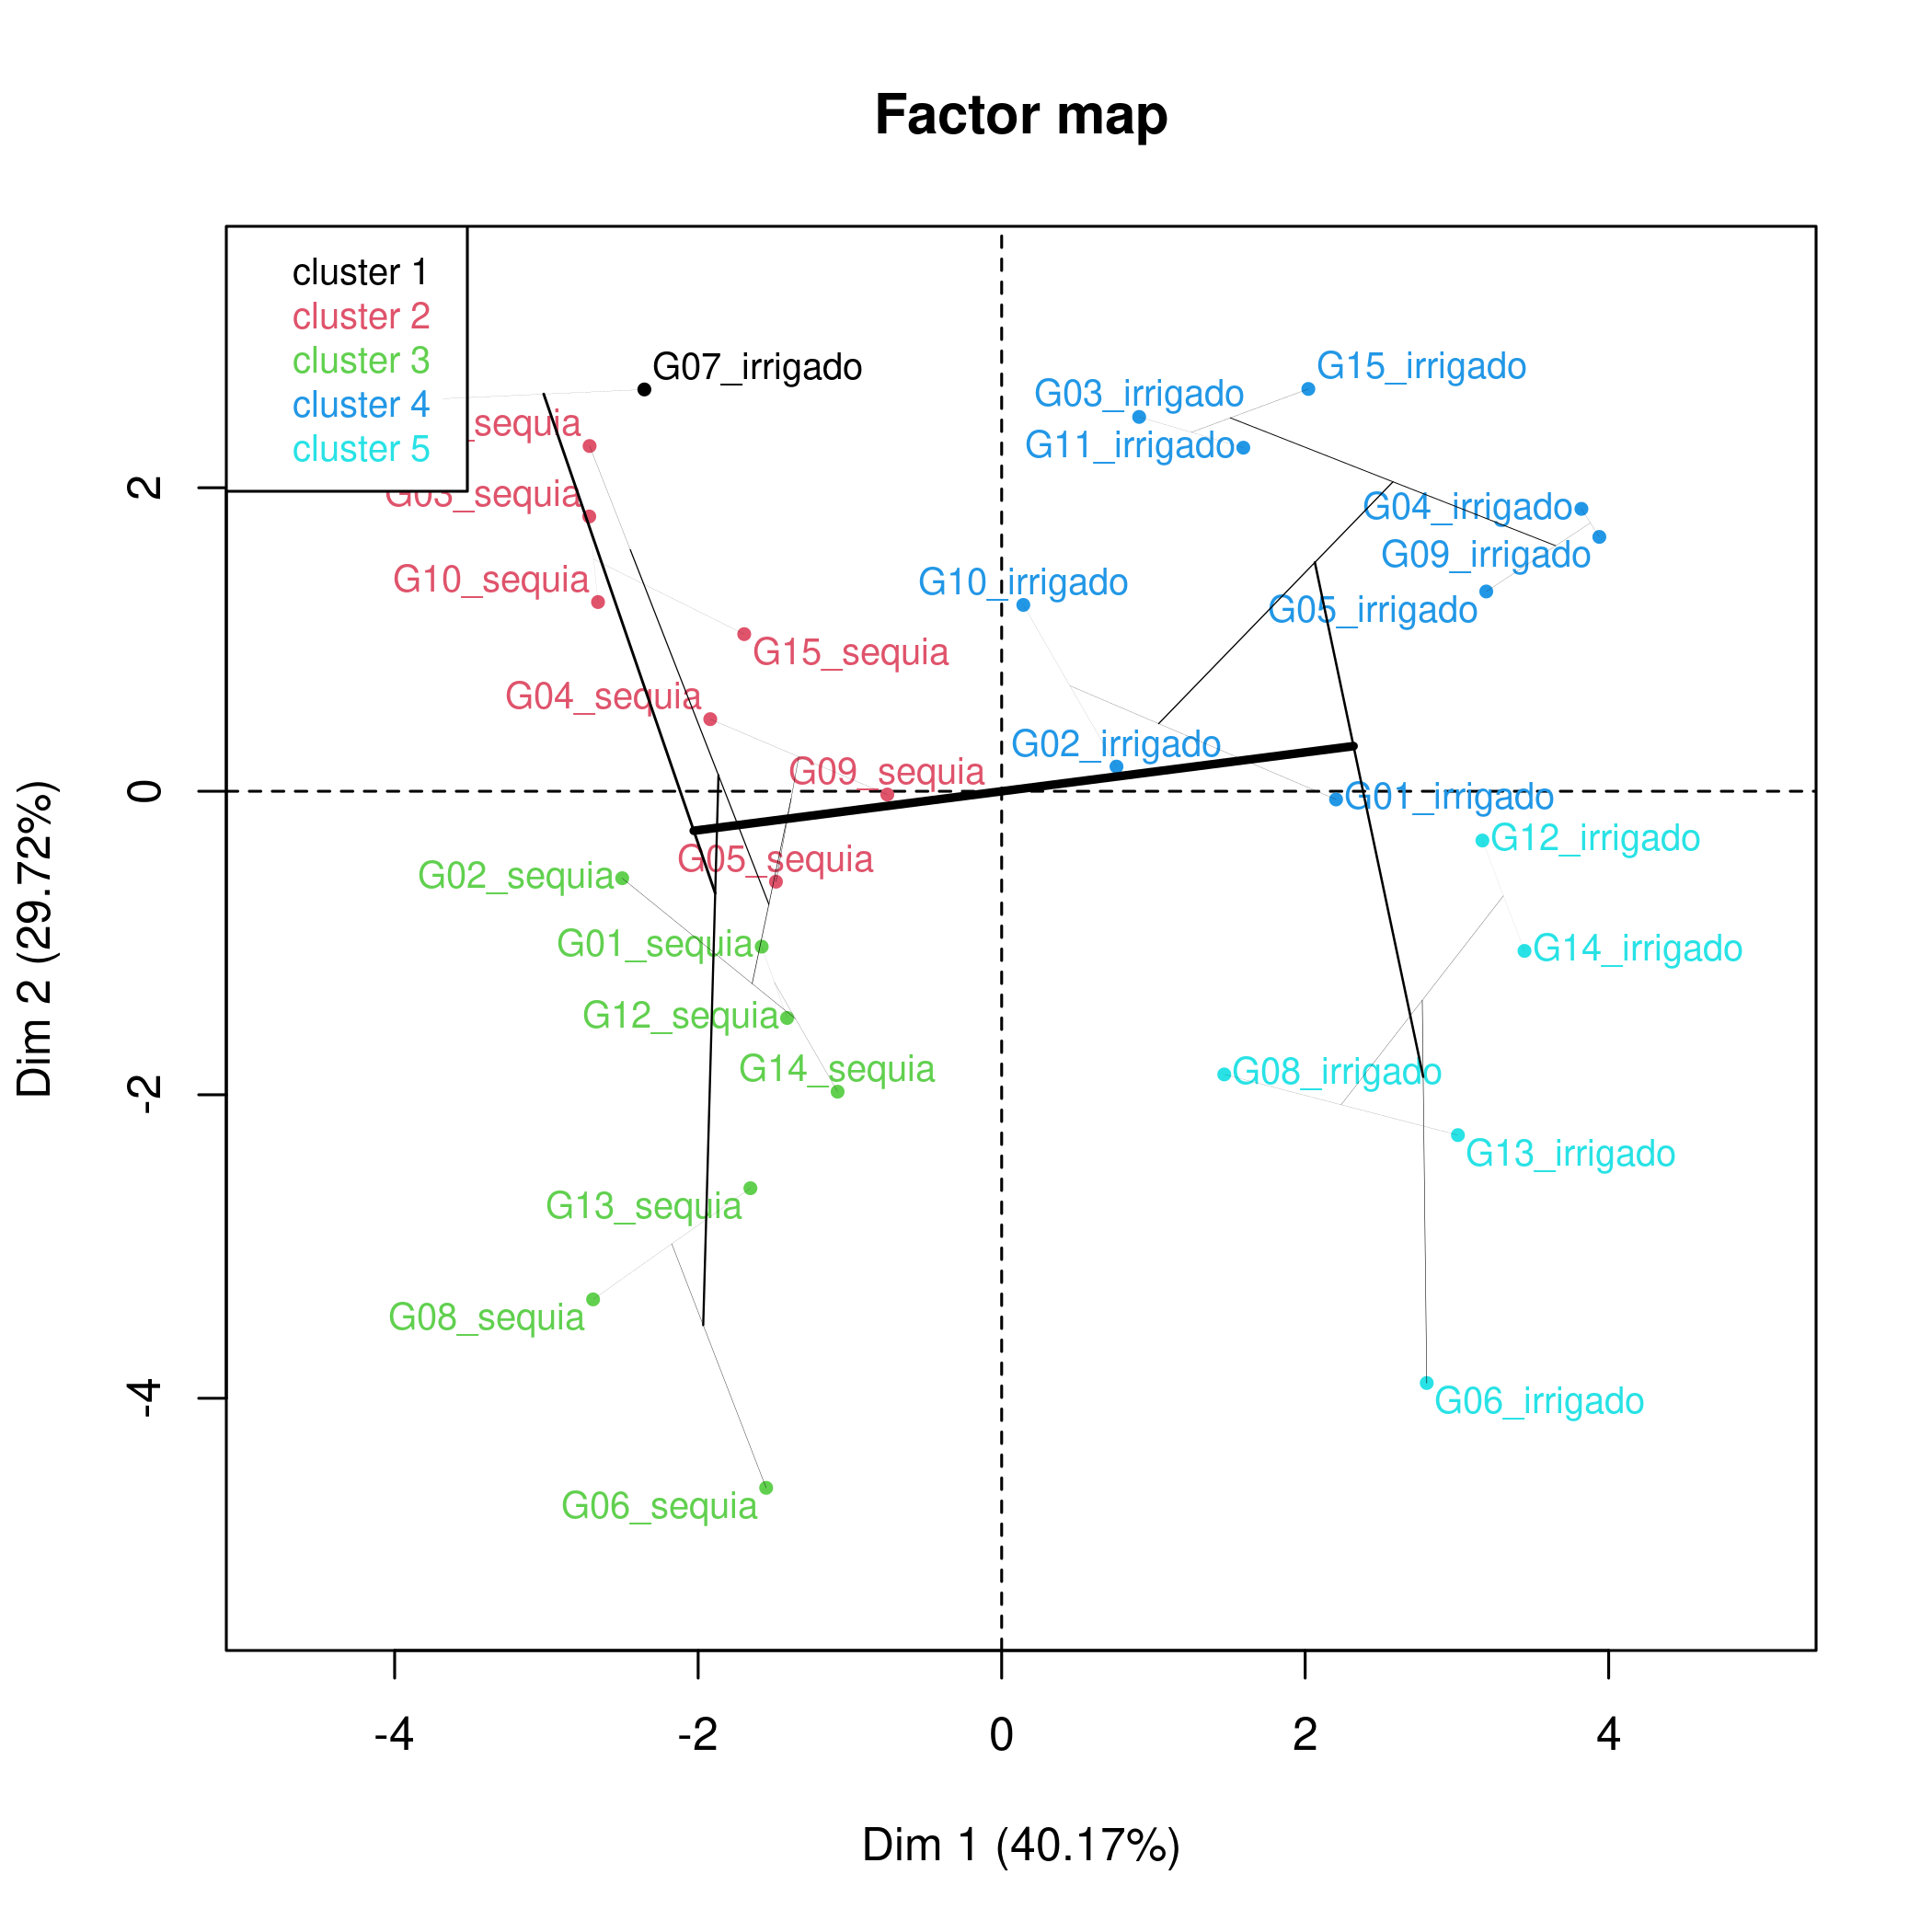 Factor map
cluster 1
cluster 2
cluster 3
cluster 4
cluster 5
G07_irrigado
G15_irrigado
G03_irrigado
_sequia
G11_irrigado
G03_sequia
G04_irrigado
G09_irrigado
G10_sequia
G10_irrigado
G05_irrigado
G15_sequia
G04_sequia
G02_irrigado
G09_sequia
G01_irrigado
G12_irrigado
G05_sequia
G02_sequia
G01_sequia
G14_irrigado
G12_sequia
G14_sequia
G08_irrigado
G13_irrigado
G13_sequia
G08_sequia
G06_irrigado
G06_sequia
2
0
-2
-4
Dim 2 (29.72%)
-4
-2
0
2
4
Dim 1 (40.17%)